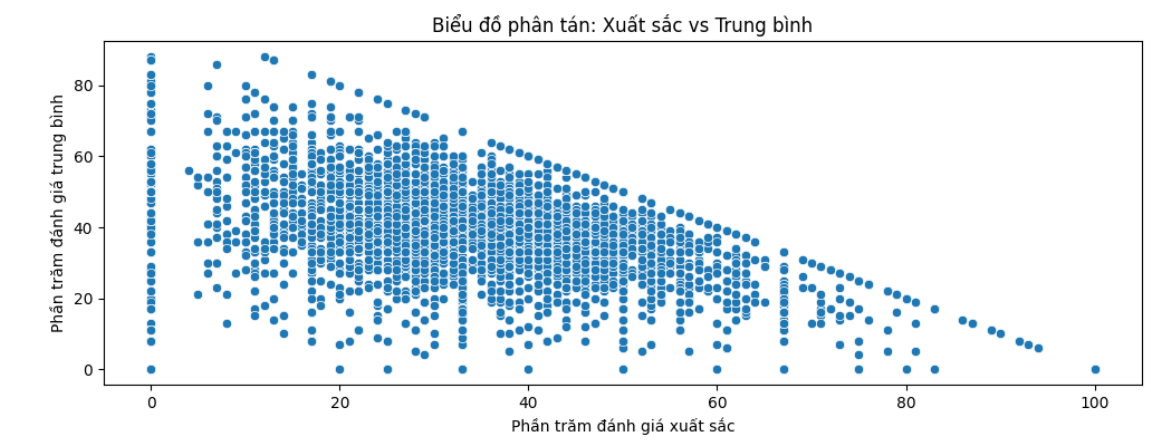 Biểu đồ phân tán: Xuất sắc vs Trung bình
Phần trăm đánh giá trung bình
80
60
40
20
0
0 20 40 60 80 100
Phần trăm đánh giá xuất sắc